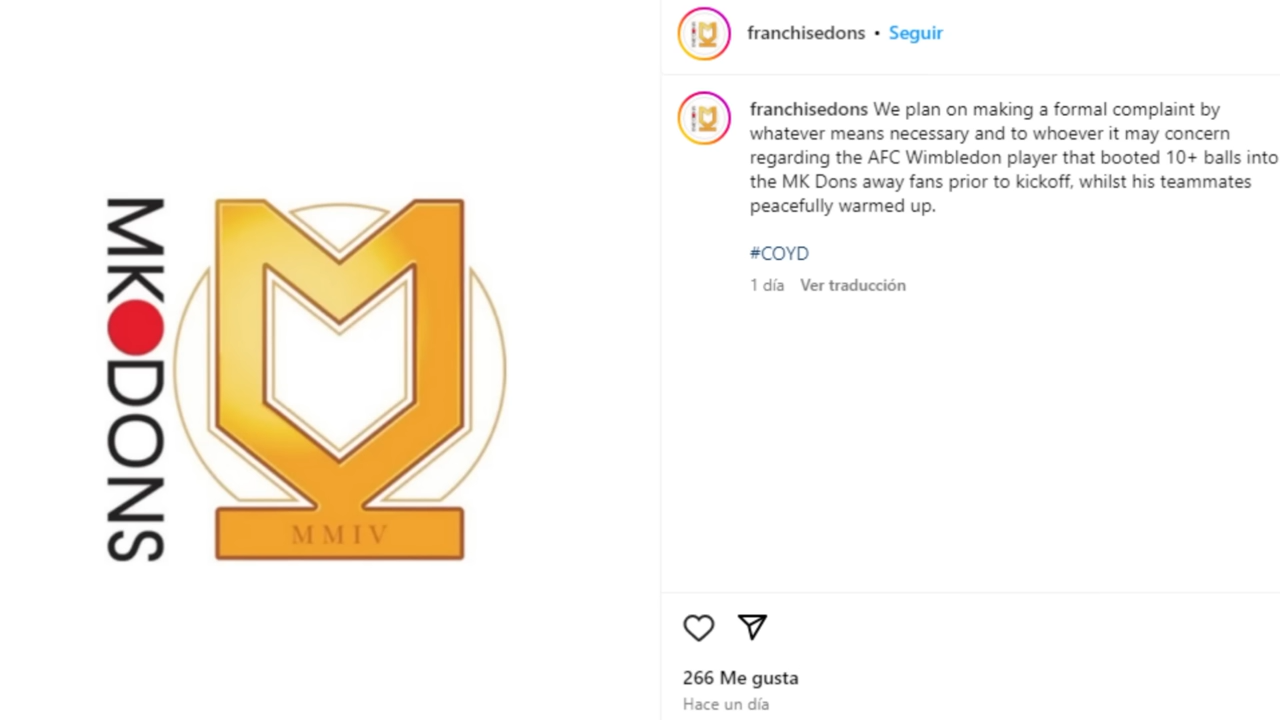 MK DONS
MMIV
franchisedons • Seguir
franchisedons We plan on making a formal complaint by
whatever means necessary and to whoever it may concern
regarding the AFC Wimbledon player that booted 10+ balls into
the MK Dons away fans prior to kickoff, whilst his teammates
peacefully warmed up.
#COYD
1 día Ver traducción
266 Me gusta
Hace un día